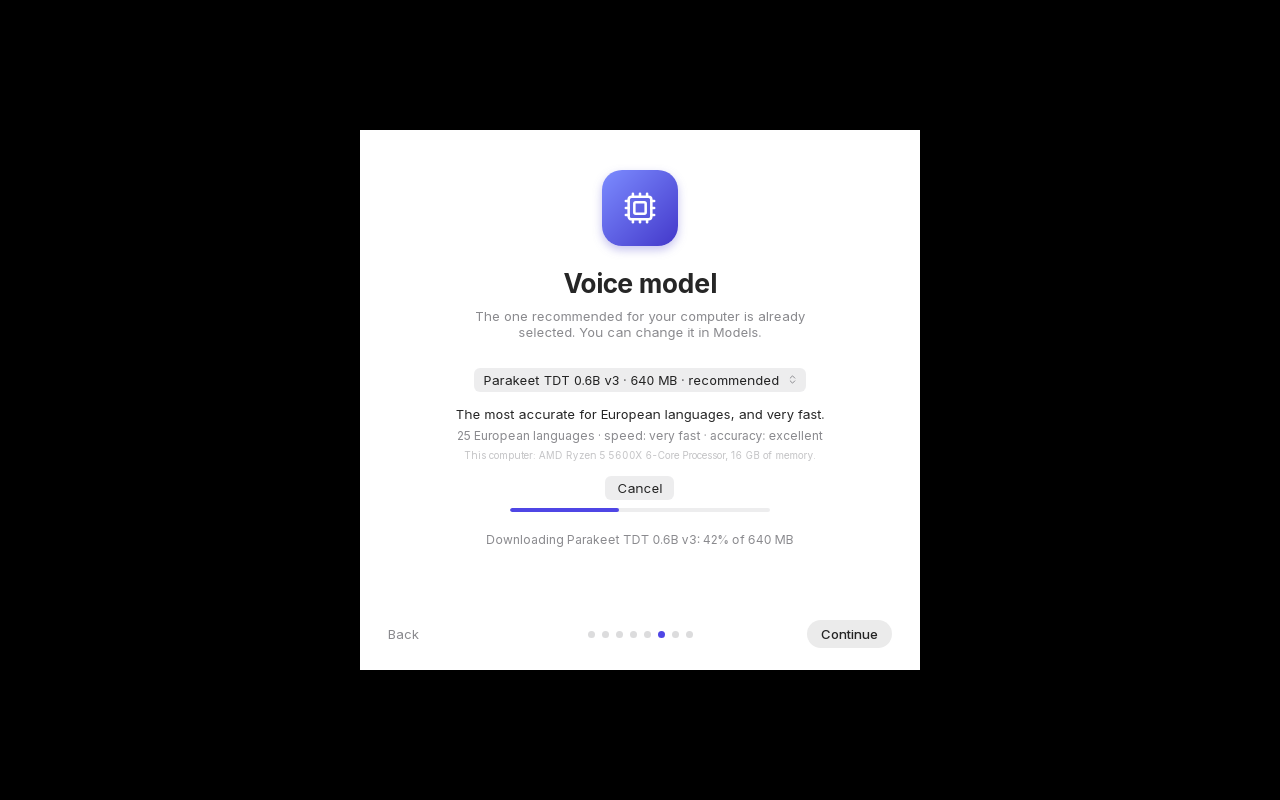 Voice model
The one recommended for your computer is already
selected. You can change it in Models.
Parakeet TDT 0.6B v3 · 640 MB · recommended
The most accurate for European languages, and very fast.
25 European languages · speed: very fast · accuracy: excellent
This computer: AMD Ryzen 5 5600X 6-Core Processor, 16 GB of memory.
Cancel
Downloading Parakeet TDT 0.6B v3: 42% of 640 MB
Back
Continue